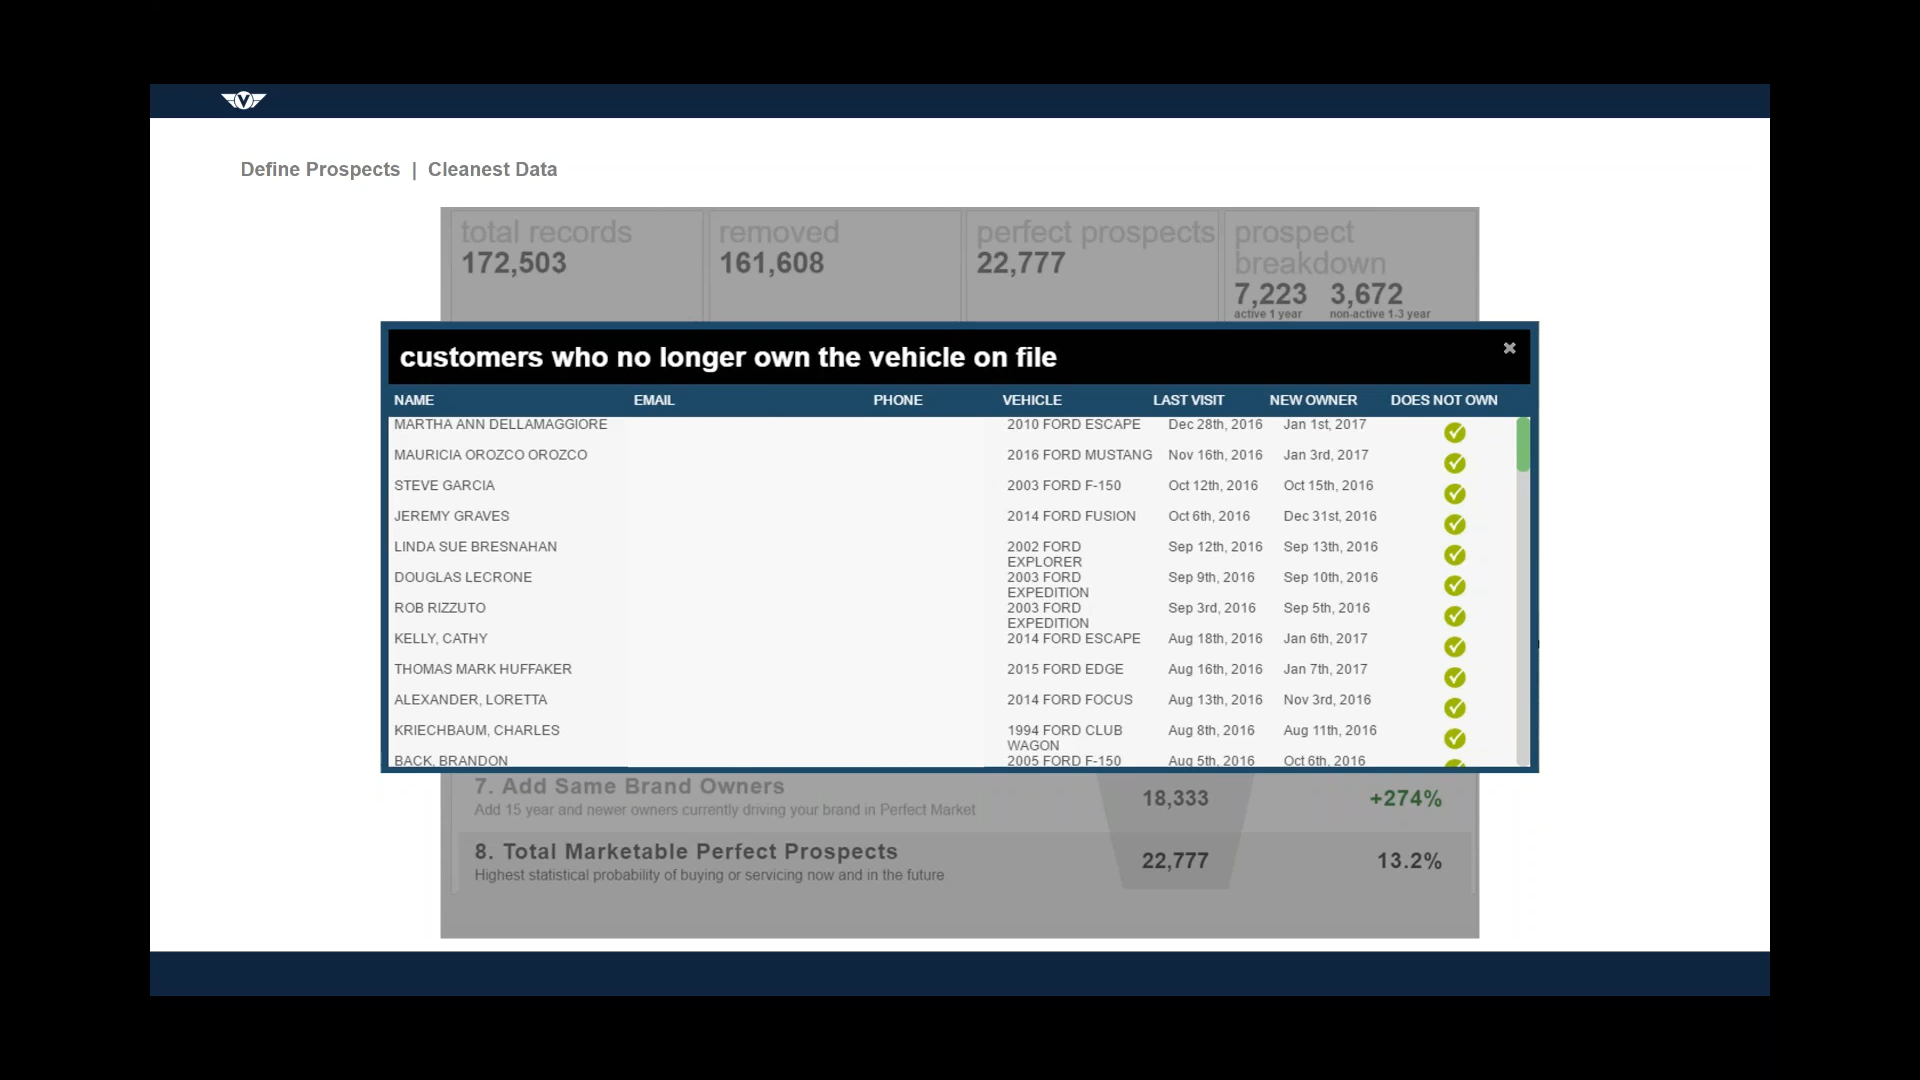 Define Prospects | Cleanest Data
total records removed perfect prospects prospect
breakdown
172,503 161,608 22,777
7,223 3,672
active 1 year non-active 1-3 year
customers who no longer own the vehicle on file
NAME EMAIL PHONE VEHICLE LAST VISIT NEW OWNER DOES NOT OWN
MARTHA ANN DELLAMAGGIORE 2010 FORD ESCAPE Dec 28th, 2016 Jan 1st, 2017
MAURICIA OROZCO OROZCO 2016 FORD MUSTANG Nov 16th, 2016 Jan 3rd, 2017
STEVE GARCIA 2003 FORD F-150 Oct 12th, 2016 Oct 15th, 2016
JEREMY GRAVES 2014 FORD FUSION Oct 6th, 2016 Dec 31st, 2016
LINDA SUE BRESNAHAN 2002 FORD Sep 12th, 2016 Sep 13th, 2016
EXPLORER
DOUGLAS LECRONE 2003 FORD Sep 9th, 2016 Sep 10th, 2016
EXPEDITION
ROB RIZZUTO 2003 FORD Sep 3rd, 2016 Sep 5th, 2016
EXPEDITION
KELLY, CATHY 2014 FORD ESCAPE Aug 18th, 2016 Jan 6th, 2017
THOMAS MARK HUFFAKER 2015 FORD EDGE Aug 16th, 2016 Jan 7th, 2017
ALEXANDER, LORETTA 2014 FORD FOCUS Aug 13th, 2016 Nov 3rd, 2016
KRIECHBAUM, CHARLES 1994 FORD CLUB Aug 8th, 2016 Aug 11th, 2016
WAGON
BACK, BRANDON 2005 FORD F-150 Aug 5th, 2016 Oct 6th, 2016
7. Add Same Brand Owners 18,333 +274%
Add 15 year and newer owners currently driving your brand in Perfect Market
8. Total Marketable Perfect Prospects 22,777 13.2%
Highest statistical probability of buying or servicing now and in the future